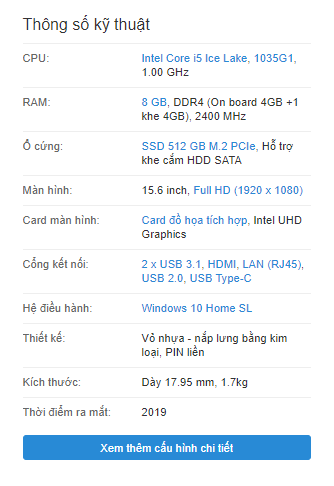 Thông số kỹ thuật
CPU: Intel Core i5 Ice Lake, 1035G1,
1.00 GHz
RAM: 8 GB, DDR4 (On board 4GB +1
khe 4GB), 2400 MHz
Ổ cứng: SSD 512 GB M.2 PCIe, Hỗ trợ
khe cắm HDD SATA
Màn hình: 15.6 inch, Full HD (1920 x 1080)
Card màn hình: Card đồ họa tích hợp, Intel UHD
Graphics
Cổng kết nối: 2 x USB 3.1, HDMI, LAN (RJ45),
USB 2.0, USB Type-C
Hệ điều hành: Windows 10 Home SL
Thiết kế: Vỏ nhựa - nắp lưng bằng kim
loại, PIN liền
Kích thước: Dày 17.95 mm, 1.7kg
Thời điểm ra mắt: 2019
Xem thêm cấu hình chi tiết